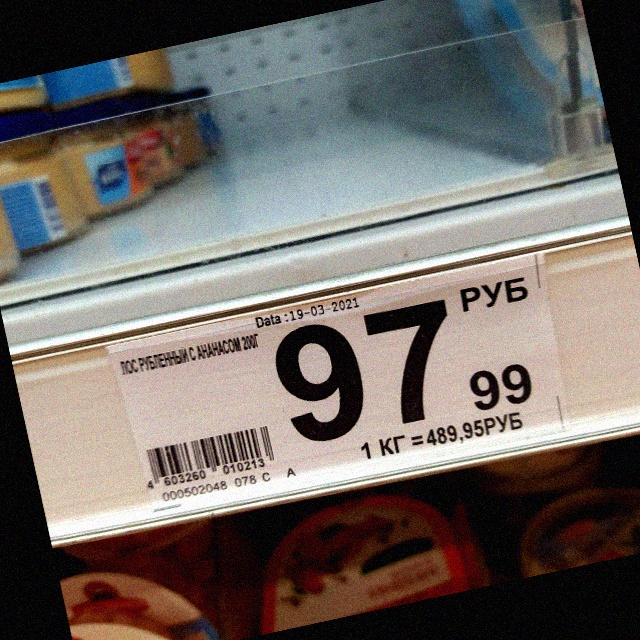 Data :19-03-2021
ЛОС РУБЛЕННЫЙ С АНАНАСОМ 200Г
97 99 РУБ
1 КГ =489,95РУБ
4 603260 010213
000502048 078 С А